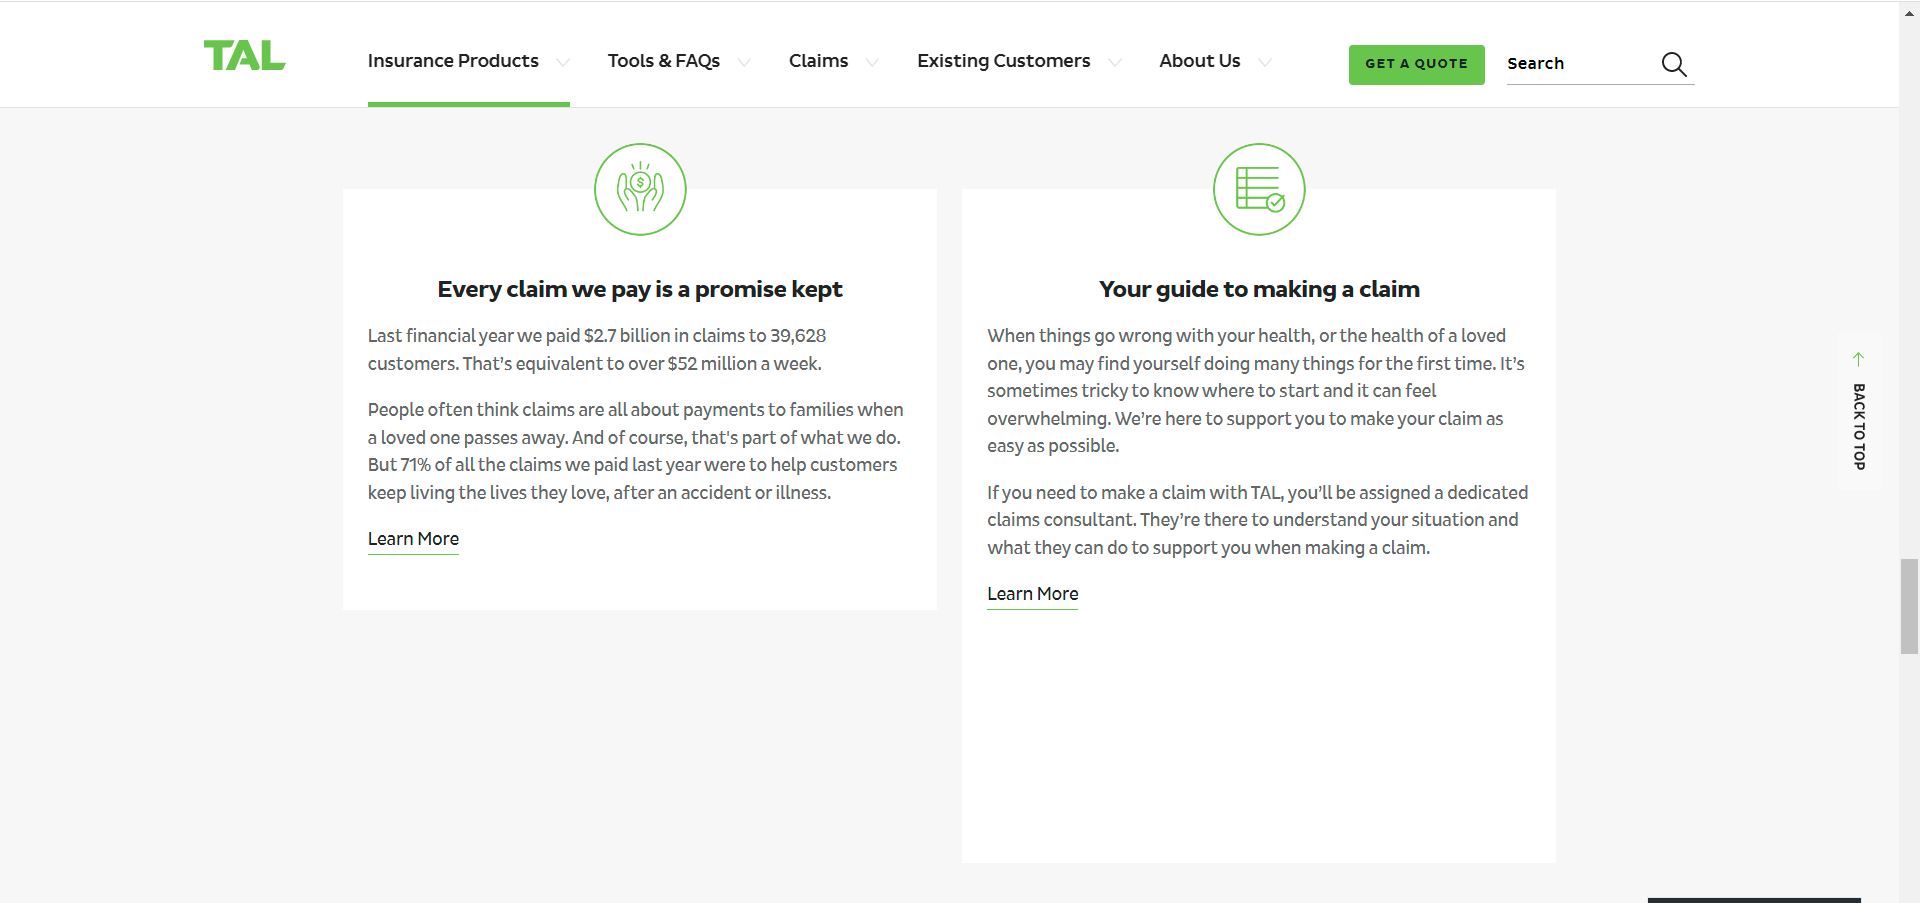 TAL
Insurance Products
Tools & FAQs
Claims
Existing Customers
About Us
GET A QUOTE
Search
$
Every claim we pay is a promise kept
Last financial year we paid $2.7 billion in claims to 39,628
customers. That’s equivalent to over $52 million a week.
People often think claims are all about payments to families when
a loved one passes away. And of course, that's part of what we do.
But 71% of all the claims we paid last year were to help customers
keep living the lives they love, after an accident or illness.
Learn More
Your guide to making a claim
When things go wrong with your health, or the health of a loved
one, you may find yourself doing many things for the first time. It’s
sometimes tricky to know where to start and it can feel
overwhelming. We’re here to support you to make your claim as
easy as possible.
If you need to make a claim with TAL, you’ll be assigned a dedicated
claims consultant. They’re there to understand your situation and
what they can do to support you when making a claim.
Learn More
BACK TO TOP